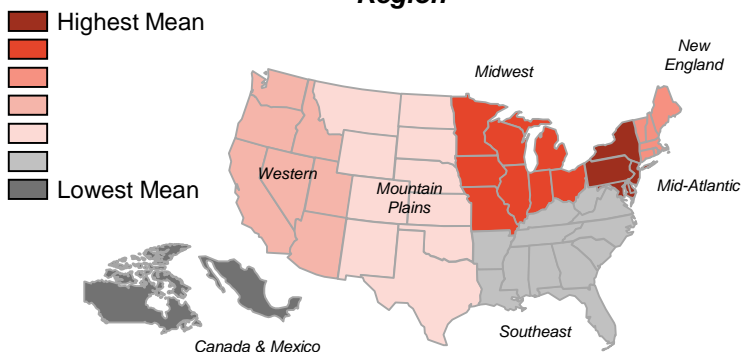 Region
Highest Mean
Lowest Mean
New
England
Midwest
Western
Mountain
Plains
Mid-Atlantic
Southeast
Canada & Mexico